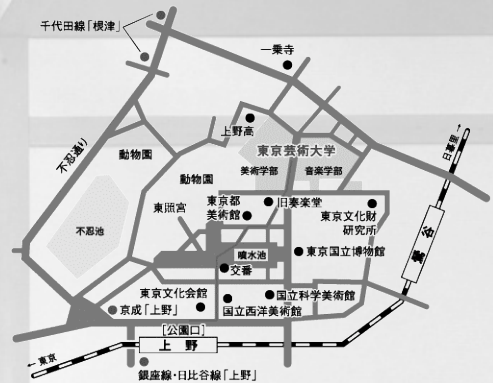 千代田線「根津」
一乗寺
上野高
不忍通り
動物園
動物園
東京芸術大学
美術学部
音楽学部
東照宮
東京都
美術館
旧奏楽堂
東京文化財
研究所
不忍池
噴水池
東京国立博物館
交番
東京文化会館
国立科学美術館
京成「上野」
国立西洋美術館
[公園口]
上野
鶯谷
日暮里→
←東京
銀座線・日比谷線「上野」